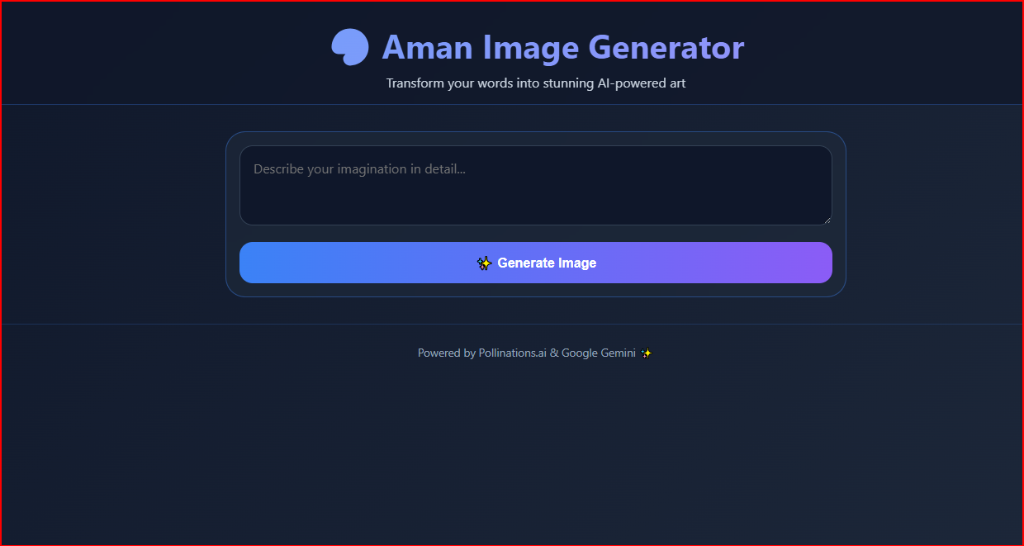 Aman Image Generator
Transform your words into stunning AI-powered art
Describe your imagination in detail...
✨ Generate Image
Powered by Pollinations.ai & Google Gemini ✨